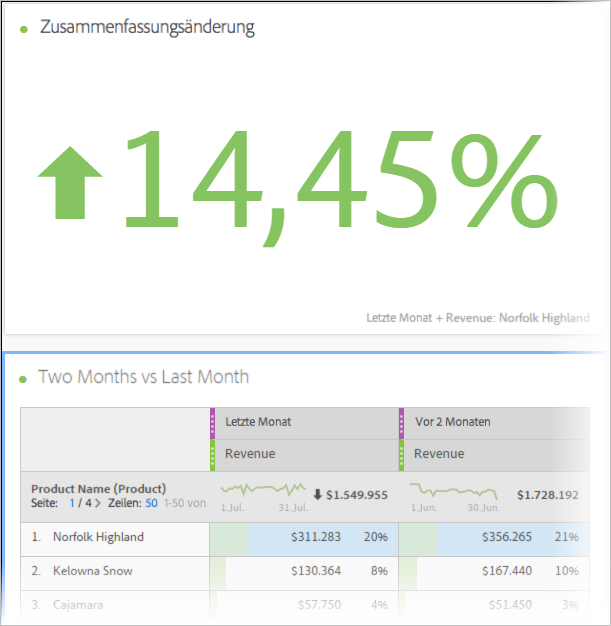 Zusammenfassungsänderung
14,45%
Letzte Monat + Revenue: Norfolk Highland
Two Months vs Last Month
Letzte Monat Vor 2 Monaten
Revenue Revenue
Product Name (Product)
Seite: 1 / 4 > Zeilen: 50 1-50 von
$1.549.955 $1.728.192
1. Jul. 31. Jul. 1. Jun. 30. Jun.
1. Norfolk Highland $311.283 20% $356.265 21%
2. Kelowna Snow $130.364 8% $167.440 10%
3. Cajamara $57.750 4% $51.450 3%